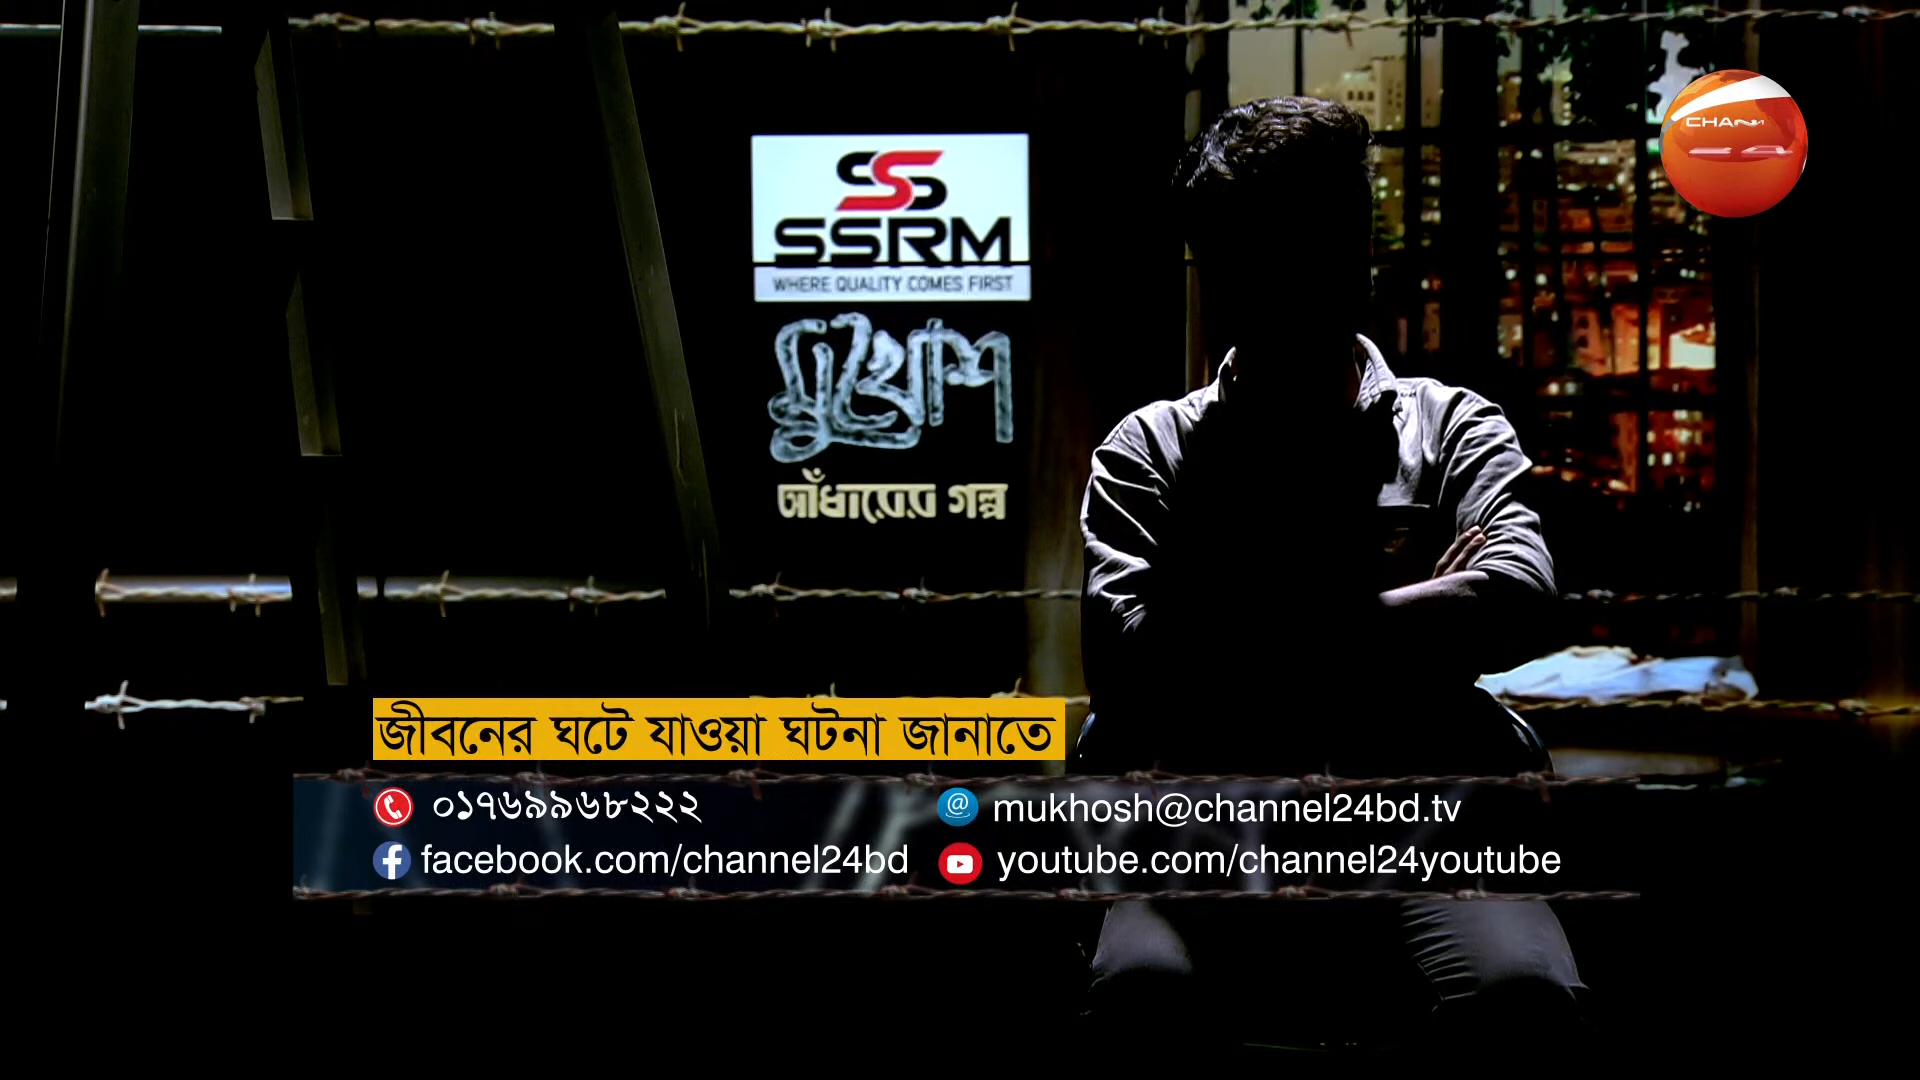 SSRM
WHERE QUALITY COMES FIRST
মুখোশ
আঁধারের গল্প
জীবনের ঘটে যাওয়া ঘটনা জানাতে
০১৭৬৯৯৬৮২২২
mukhosh@channel24bd.tv
facebook.com/channel24bd
youtube.com/channel24youtube